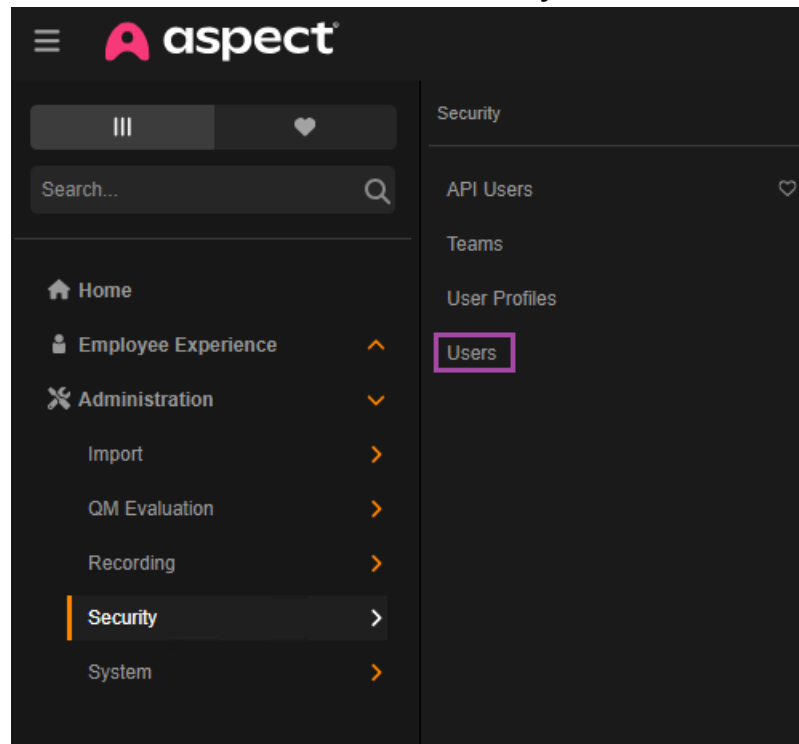 aspect
Search...
Home
Employee Experience
Administration
Import
QM Evaluation
Recording
Security
System
Security
API Users
Teams
User Profiles
Users